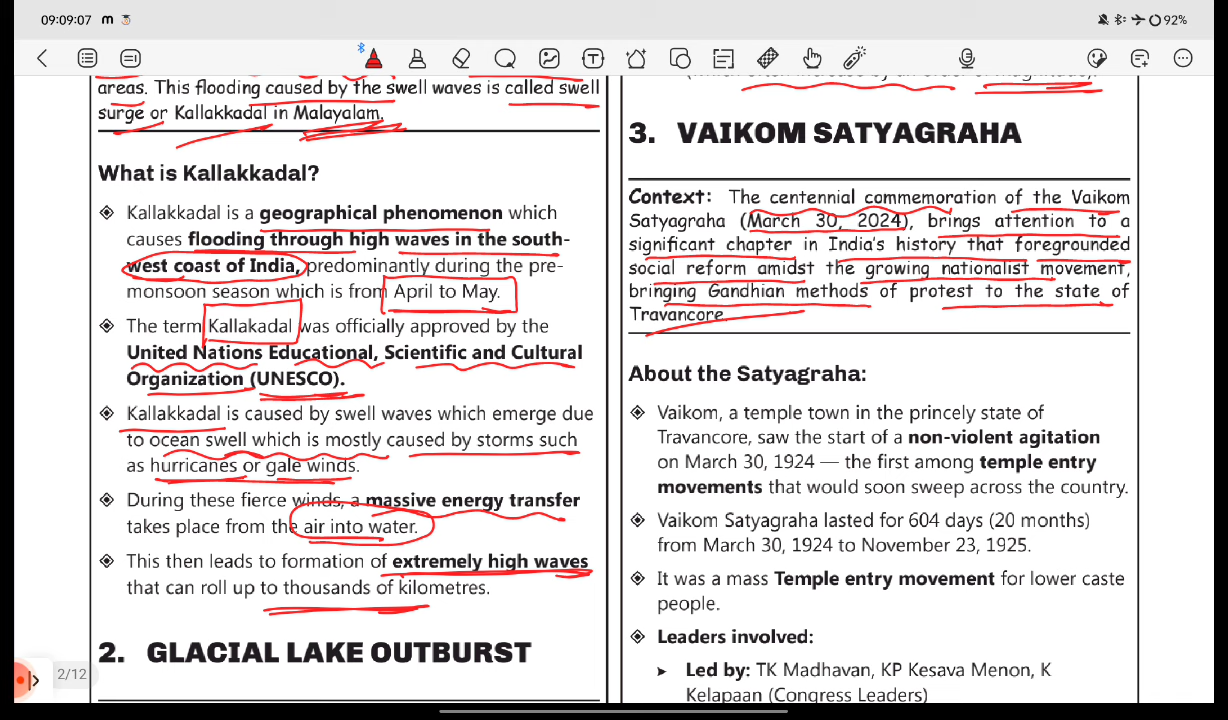 09:09:07 m
92%
areas. This flooding caused by the swell waves is called swell
surge or Kallakkadal in Malayalam.
What is Kallakkadal?
Kallakkadal is a geographical phenomenon which
causes flooding through high waves in the south-
west coast of India, predominantly during the pre-
monsoon season which is from April to May.
The term Kallakadal was officially approved by the
United Nations Educational, Scientific and Cultural
Organization (UNESCO).
Kallakkadal is caused by swell waves which emerge due
to ocean swell which is mostly caused by storms such
as hurricanes or gale winds.
During these fierce winds, a massive energy transfer
takes place from the air into water.
This then leads to formation of extremely high waves
that can roll up to thousands of kilometres.
2. GLACIAL LAKE OUTBURST
2/12
3. VAIKOM SATYAGRAHA
Context: The centennial commemoration of the Vaikom
Satyagraha (March 30, 2024), brings attention to a
significant chapter in India's history that foregrounded
social reform amidst the growing nationalist movement,
bringing Gandhian methods of protest to the state of
Travancore.
About the Satyagraha:
Vaikom, a temple town in the princely state of
Travancore, saw the start of a non-violent agitation
on March 30, 1924 — the first among temple entry
movements that would soon sweep across the country.
Vaikom Satyagraha lasted for 604 days (20 months)
from March 30, 1924 to November 23, 1925.
It was a mass Temple entry movement for lower caste
people.
Leaders involved:
Led by: TK Madhavan, KP Kesava Menon, K
Kelapaan (Congress Leaders)